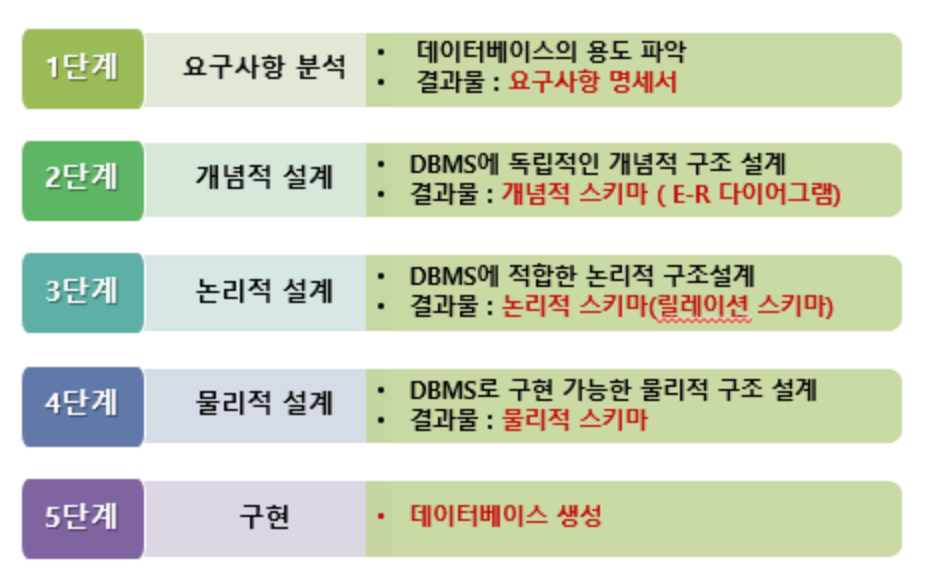 1단계 요구사항 분석
• 데이터베이스의 용도 파악
• 결과물 : 요구사항 명세서
2단계 개념적 설계
• DBMS에 독립적인 개념적 구조 설계
• 결과물 : 개념적 스키마 ( E-R 다이어그램)
3단계 논리적 설계
• DBMS에 적합한 논리적 구조설계
• 결과물 : 논리적 스키마(릴레이션 스키마)
4단계 물리적 설계
• DBMS로 구현 가능한 물리적 구조 설계
• 결과물 : 물리적 스키마
5단계 구현
• 데이터베이스 생성